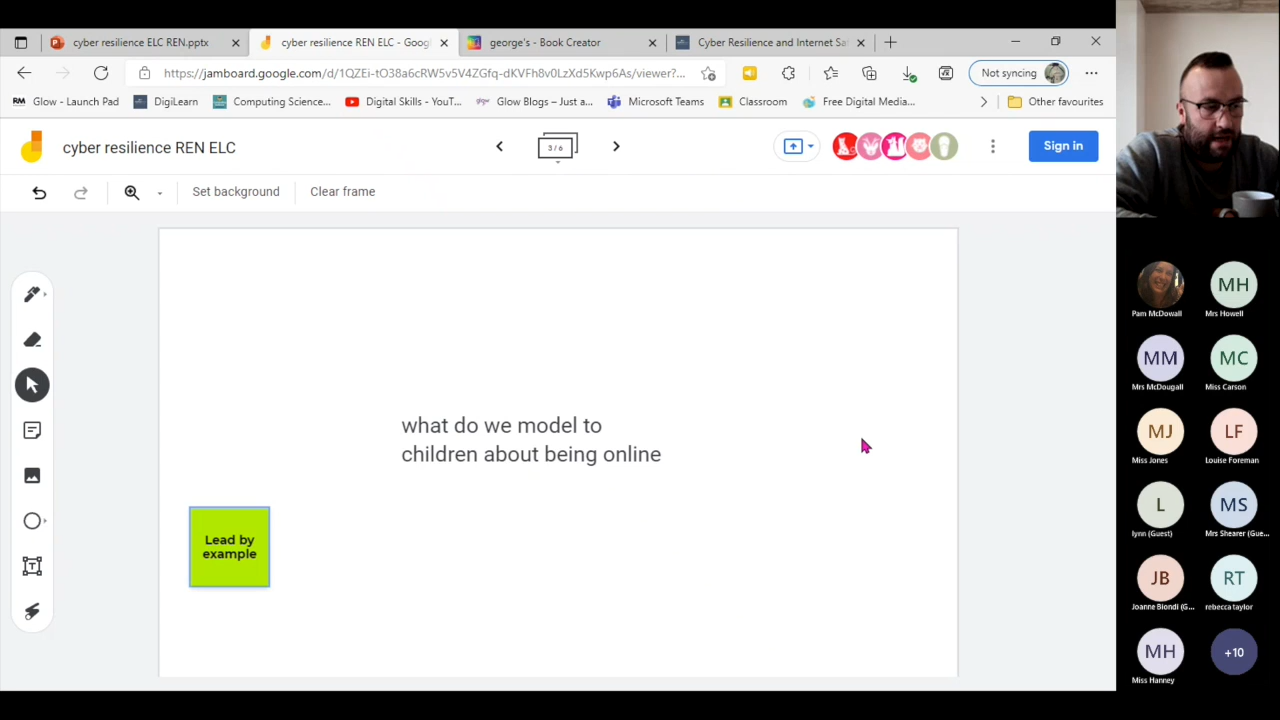 cyber resilience ELC REN.pptx
cyber resilience REN ELC - Goog
george's - Book Creator
Cyber Resilience and Internet Sa
https://jamboard.google.com/d/1QZEi-tO38a6cRW5v5V4ZGfq-dKVFh8v0LzXd5Kwp6As/viewer?...
Not syncing
RM Glow - Launch Pad
DigiLearn
Computing Science...
Digital Skills - YouT...
Glow Blogs – Just a...
Microsoft Teams
Classroom
Free Digital Media...
Other favourites
cyber resilience REN ELC
3 / 6
Sign in
Set background
Clear frame
what do we model to
children about being online
Lead by
example
MH
Pam McDowall
Mrs Howell
MM
MC
Mrs McDougall
Miss Carson
MJ
LF
Miss Jones
Louise Foreman
L
MS
lynn (Guest)
Mrs Shearer (Gue...
JB
RT
Joanne Biondi (G...
rebecca taylor
MH
+10
Miss Hanney